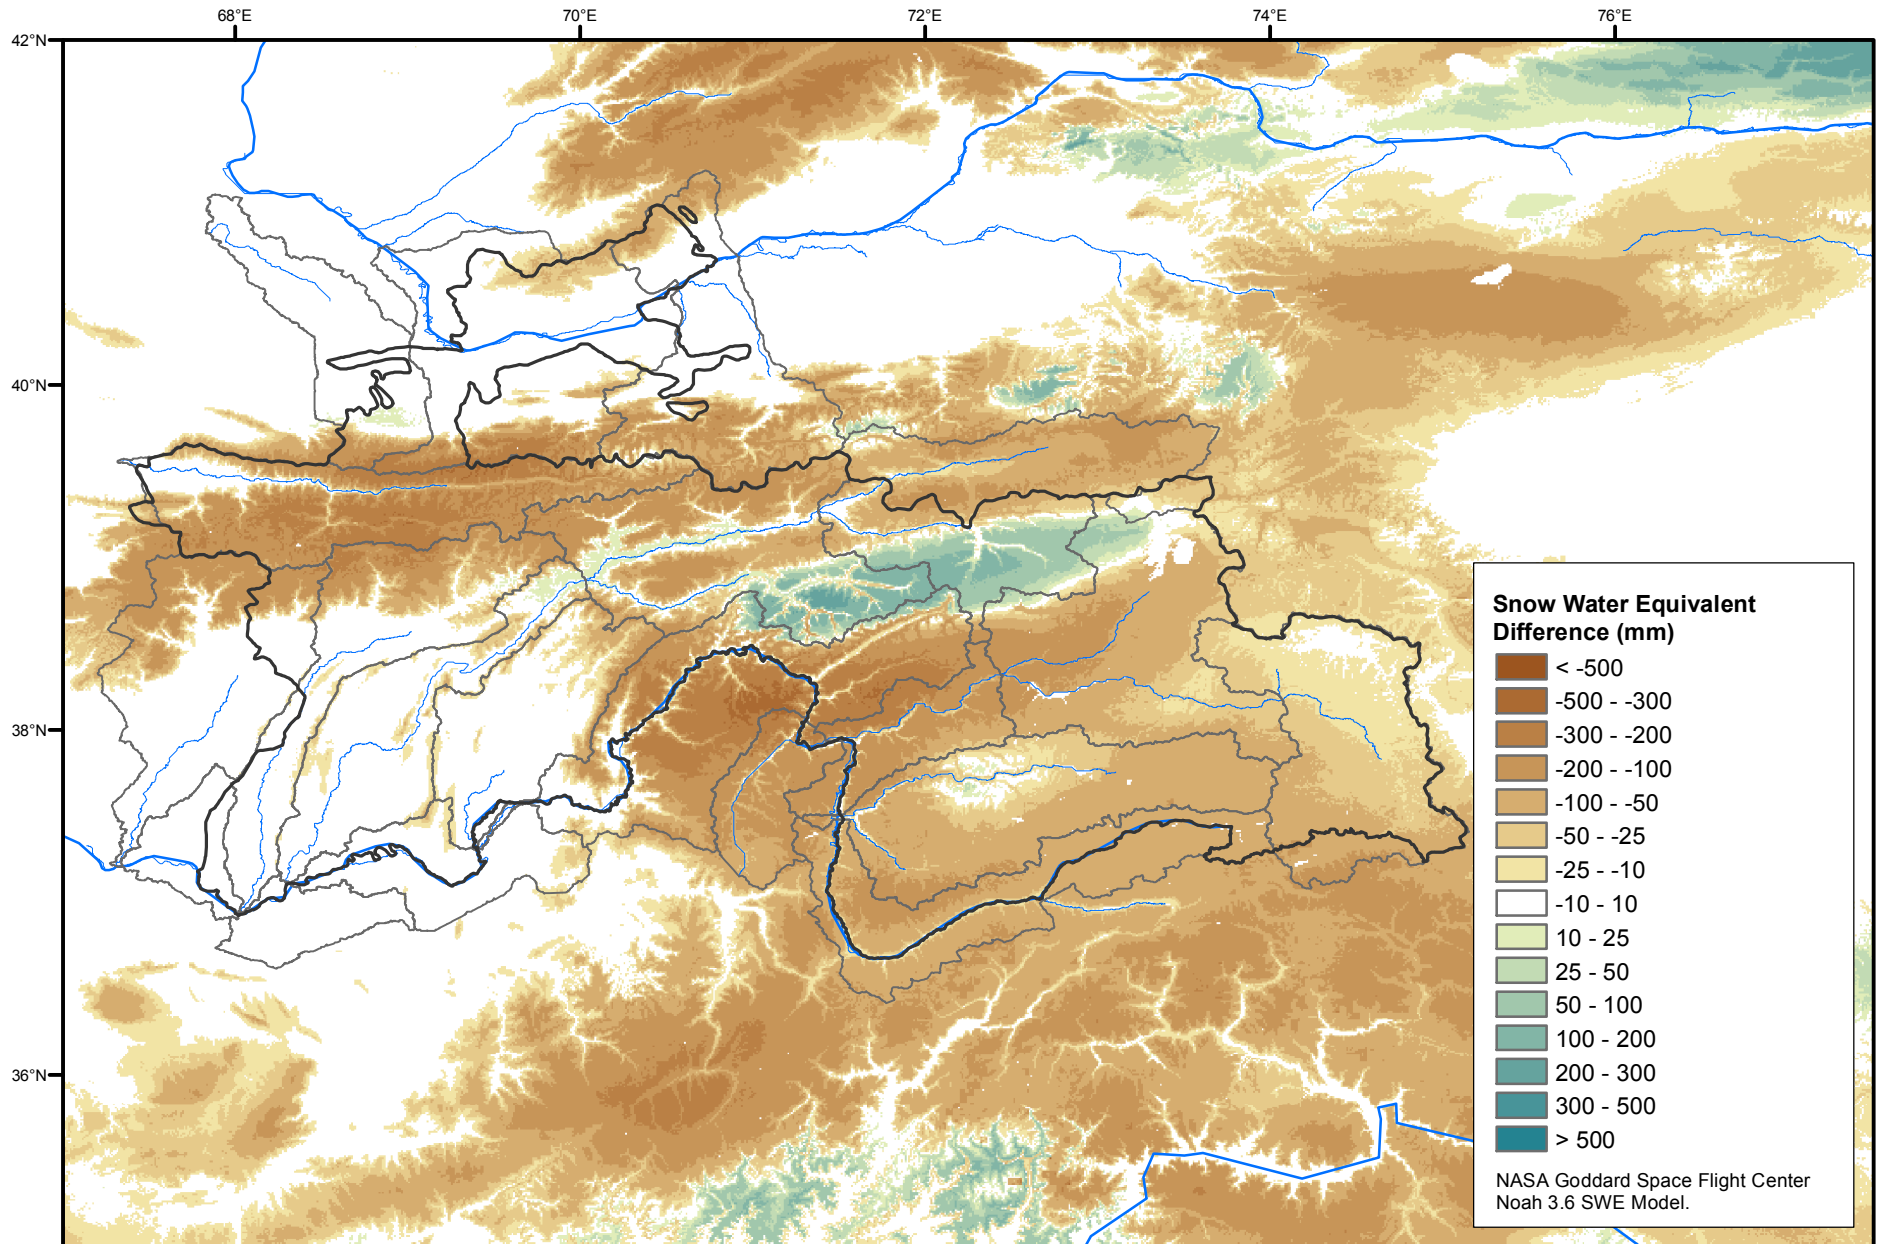 68°E 70°E 72°E 74°E 76°E
42°N
40°N
38°N
36°N
Snow Water Equivalent
Difference (mm)
< -500
-500 - -300
-300 - -200
-200 - -100
-100 - -50
-50 - -25
-25 - -10
-10 - 10
10 - 25
25 - 50
50 - 100
100 - 200
200 - 300
300 - 500
> 500
NASA Goddard Space Flight Center
Noah 3.6 SWE Model.